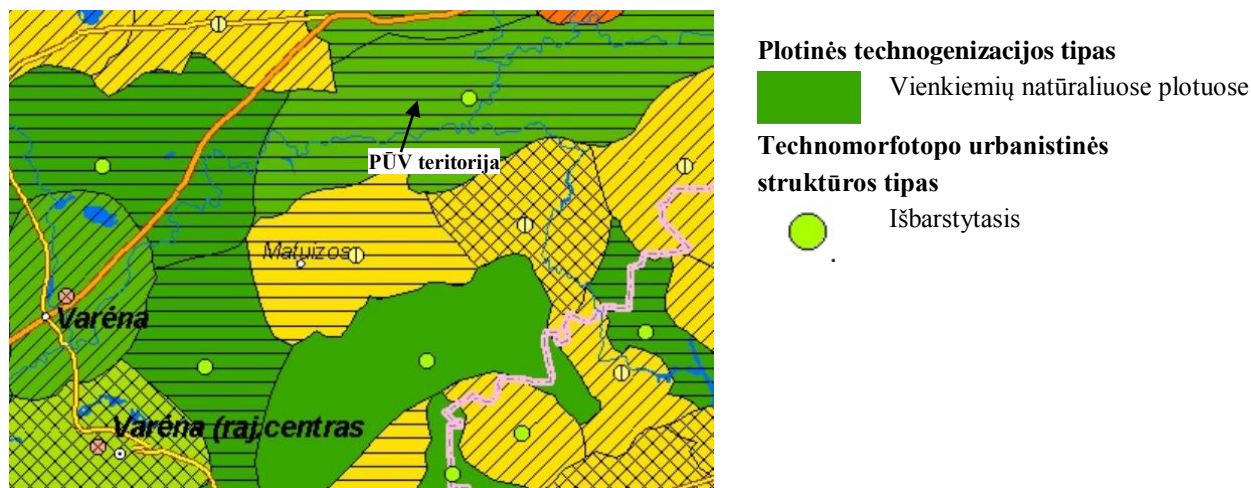 PŪV teritorija
Matuizos
Varėna
Varėna (raj.centras
Plotinės technogenizacijos tipas
Vienkiemių natūraliuose plotuose
Technomorfotopo urbanistinės
struktūros tipas
Išbarstytasis
.